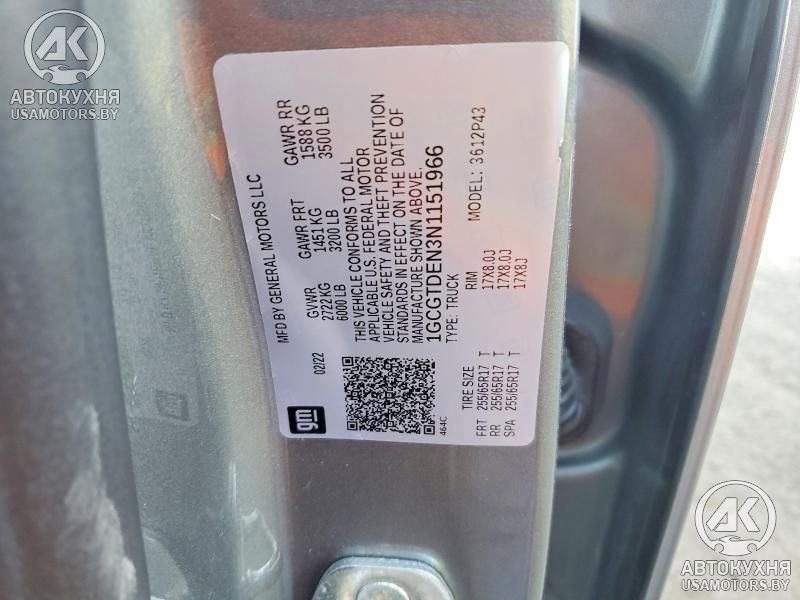 АК
АВТОКУХНЯ
USAMOTORS.BY
MFD BY GENERAL MOTORS LLC
02/22
GVWR
2722 KG
6000 LB
GAWR FRT
1451 KG
3200 LB
GAWR RR
1588 KG
3500 LB
THIS VEHICLE CONFORMS TO ALL
APPLICABLE U.S. FEDERAL MOTOR
VEHICLE SAFETY AND THEFT PREVENTION
STANDARDS IN EFFECT ON THE DATE OF
MANUFACTURE SHOWN ABOVE.
1GCGTDEN3N1151966
TYPE: TRUCK
MODEL: 3612P43
gm
464C
TIRE SIZE RIM
FRT 255/65R17 T 17X8.0J
RR 255/65R17 T 17X8.0J
SPA 255/65R17 T 17X8J
АК
АВТОКУХНЯ
USAMOTORS.BY